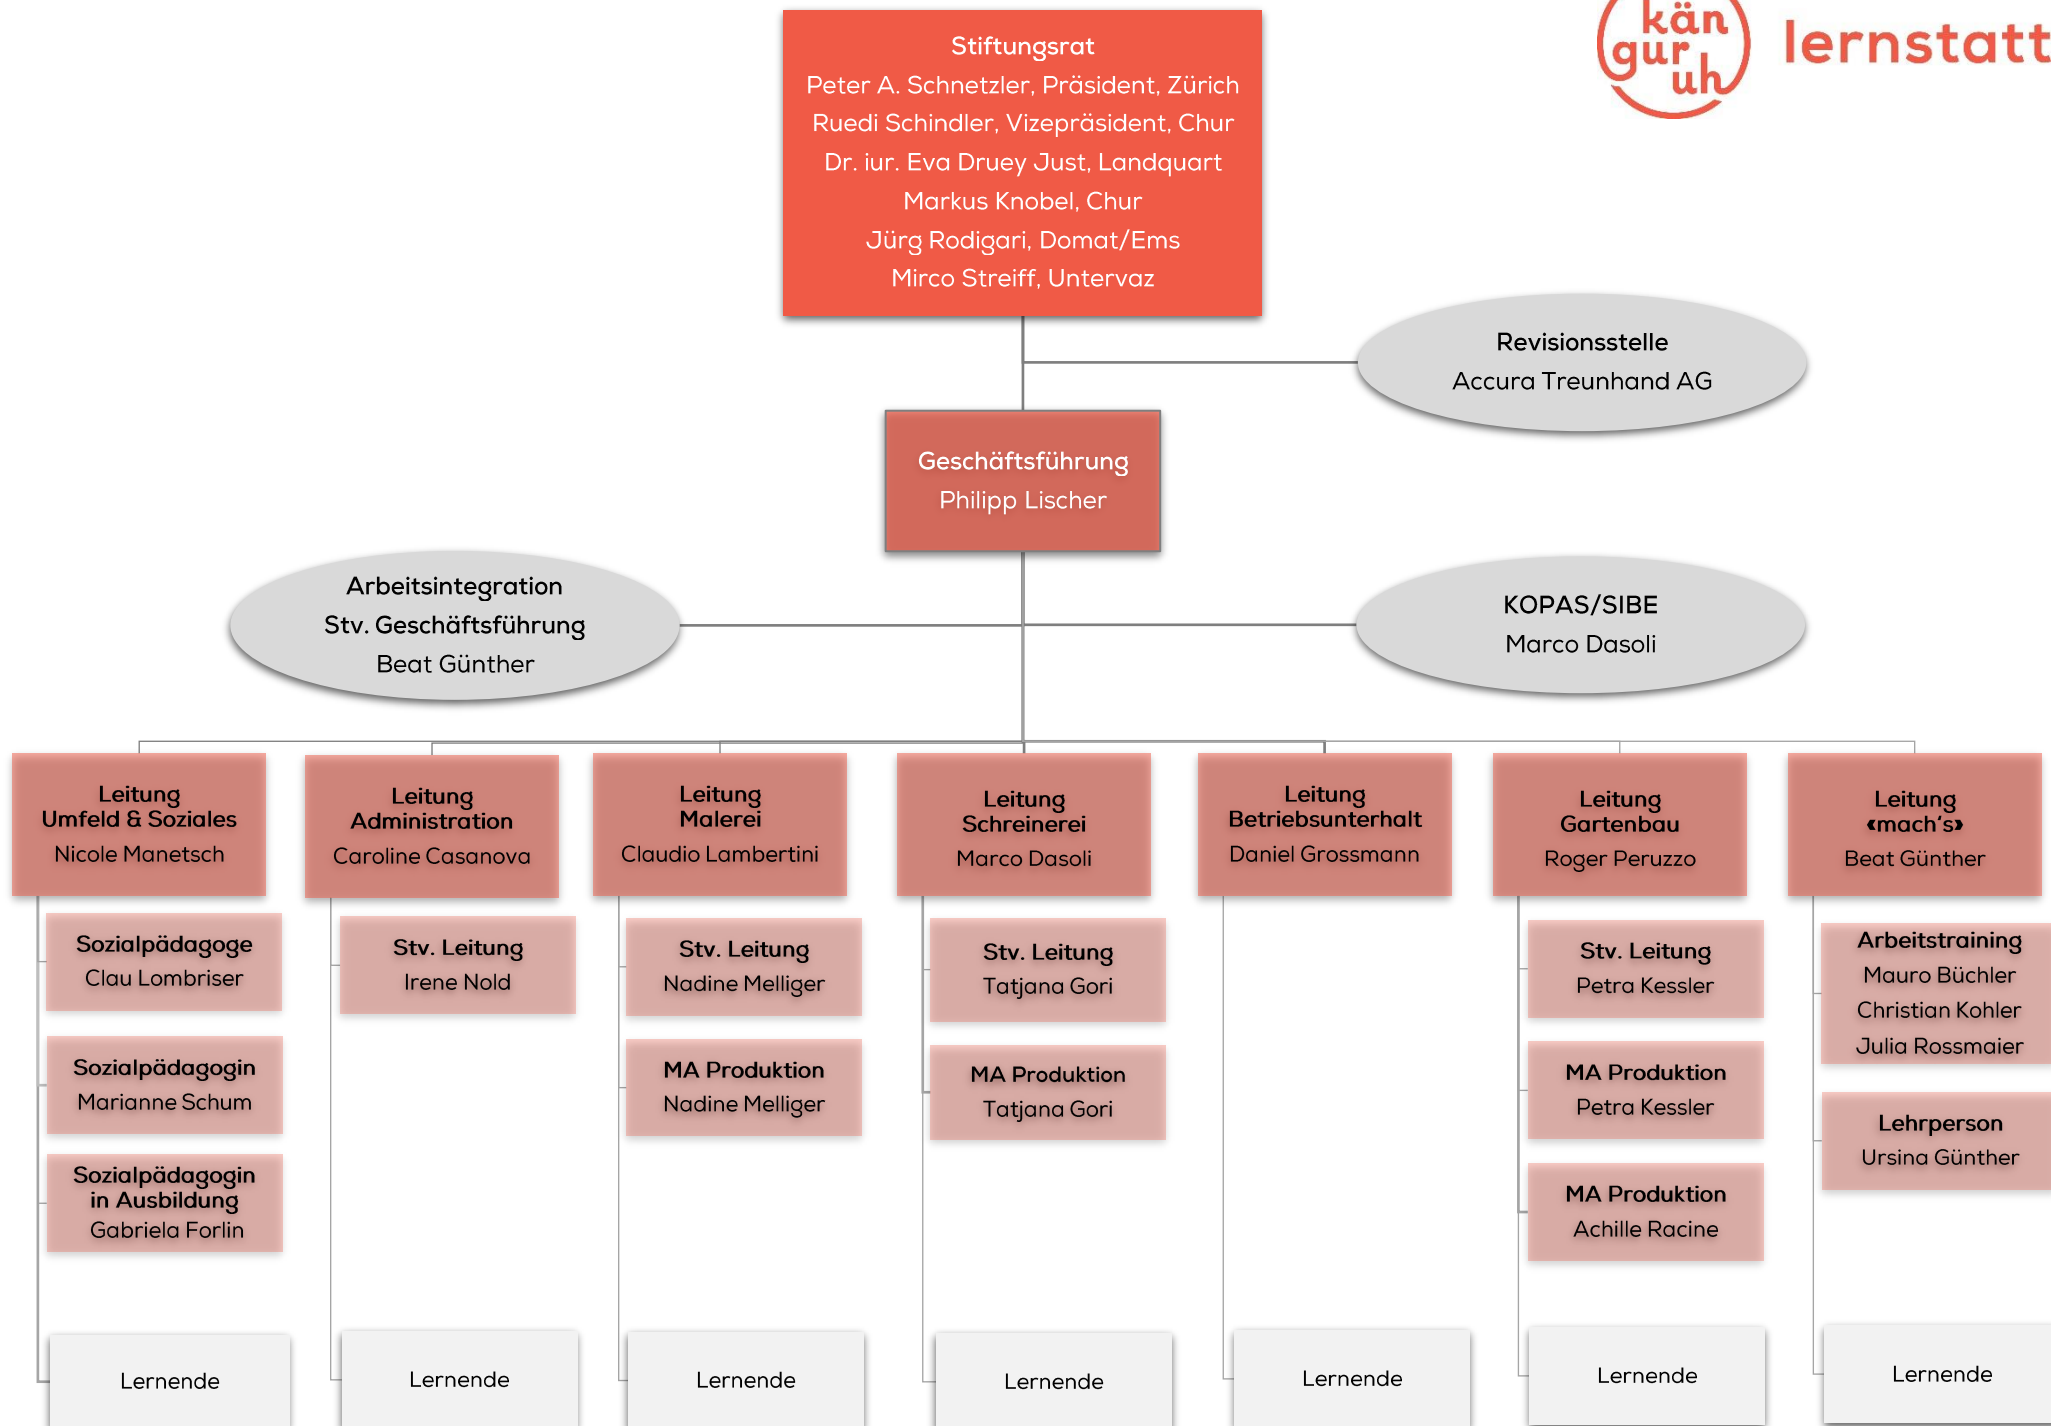 kän
gur
uh
lernstatt
Stiftungsrat
Peter A. Schnetzler, Präsident, Zürich
Ruedi Schindler, Vizepräsident, Chur
Dr. iur. Eva Druey Just, Landquart
Markus Knobel, Chur
Jürg Rodigari, Domat/Ems
Mirco Streiff, Untervaz
Revisionsstelle
Accura Treunhand AG
Geschäftsführung
Philipp Lischer
Arbeitsintegration
Stv. Geschäftsführung
Beat Günther
KOPAS/SIBE
Marco Dasoli
Leitung
Umfeld & Soziales
Nicole Manetsch
Sozialpädagoge
Clau Lombriser
Sozialpädagogin
Marianne Schum
Sozialpädagogin
in Ausbildung
Gabriela Forlin
Lernende
Leitung
Administration
Caroline Casanova
Stv. Leitung
Irene Nold
Lernende
Leitung
Malerei
Claudio Lambertini
Stv. Leitung
Nadine Melliger
MA Produktion
Nadine Melliger
Lernende
Leitung
Schreinerei
Marco Dasoli
Stv. Leitung
Tatjana Gori
MA Produktion
Tatjana Gori
Lernende
Leitung
Betriebsunterhalt
Daniel Grossmann
Lernende
Leitung
Gartenbau
Roger Peruzzo
Stv. Leitung
Petra Kessler
MA Produktion
Petra Kessler
MA Produktion
Achille Racine
Lernende
Leitung
«mach‘s»
Beat Günther
Arbeitstraining
Mauro Büchler
Christian Kohler
Julia Rossmaier
Lehrperson
Ursina Günther
Lernende